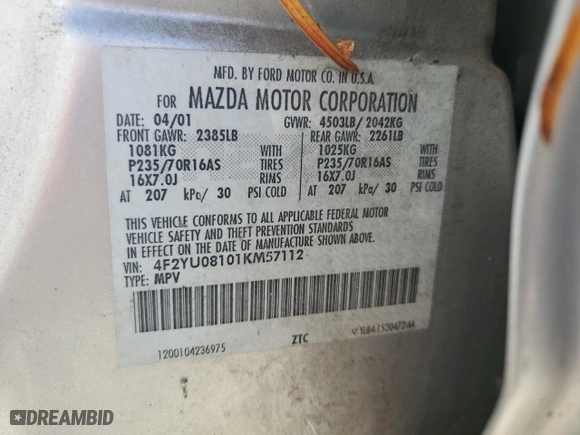 MFD. BY FORD MOTOR CO. IN U.S.A.
FOR MAZDA MOTOR CORPORATION
DATE: 04/01 GVWR: 4503LB/ 2042KG
FRONT GAWR: 2385LB REAR GAWR: 2261LB
1081KG WITH 1025KG WITH
P235/70R16AS TIRES P235/70R16AS TIRES
16X7.0J RIMS 16X7.0J RIMS
AT 207 kPa/ 30 PSI COLD AT 207 kPa/ 30 PSI COLD
THIS VEHICLE CONFORMS TO ALL APPLICABLE FEDERAL MOTOR
VEHICLE SAFETY AND THEFT PREVENTION STANDARDS
IN EFFECT ON THE DATE OF MANUFACTURE SHOWN ABOVE.
VIN: 4F2YU08101KM57112
TYPE: MPV
1200104236975 ZTC
DREAMBID